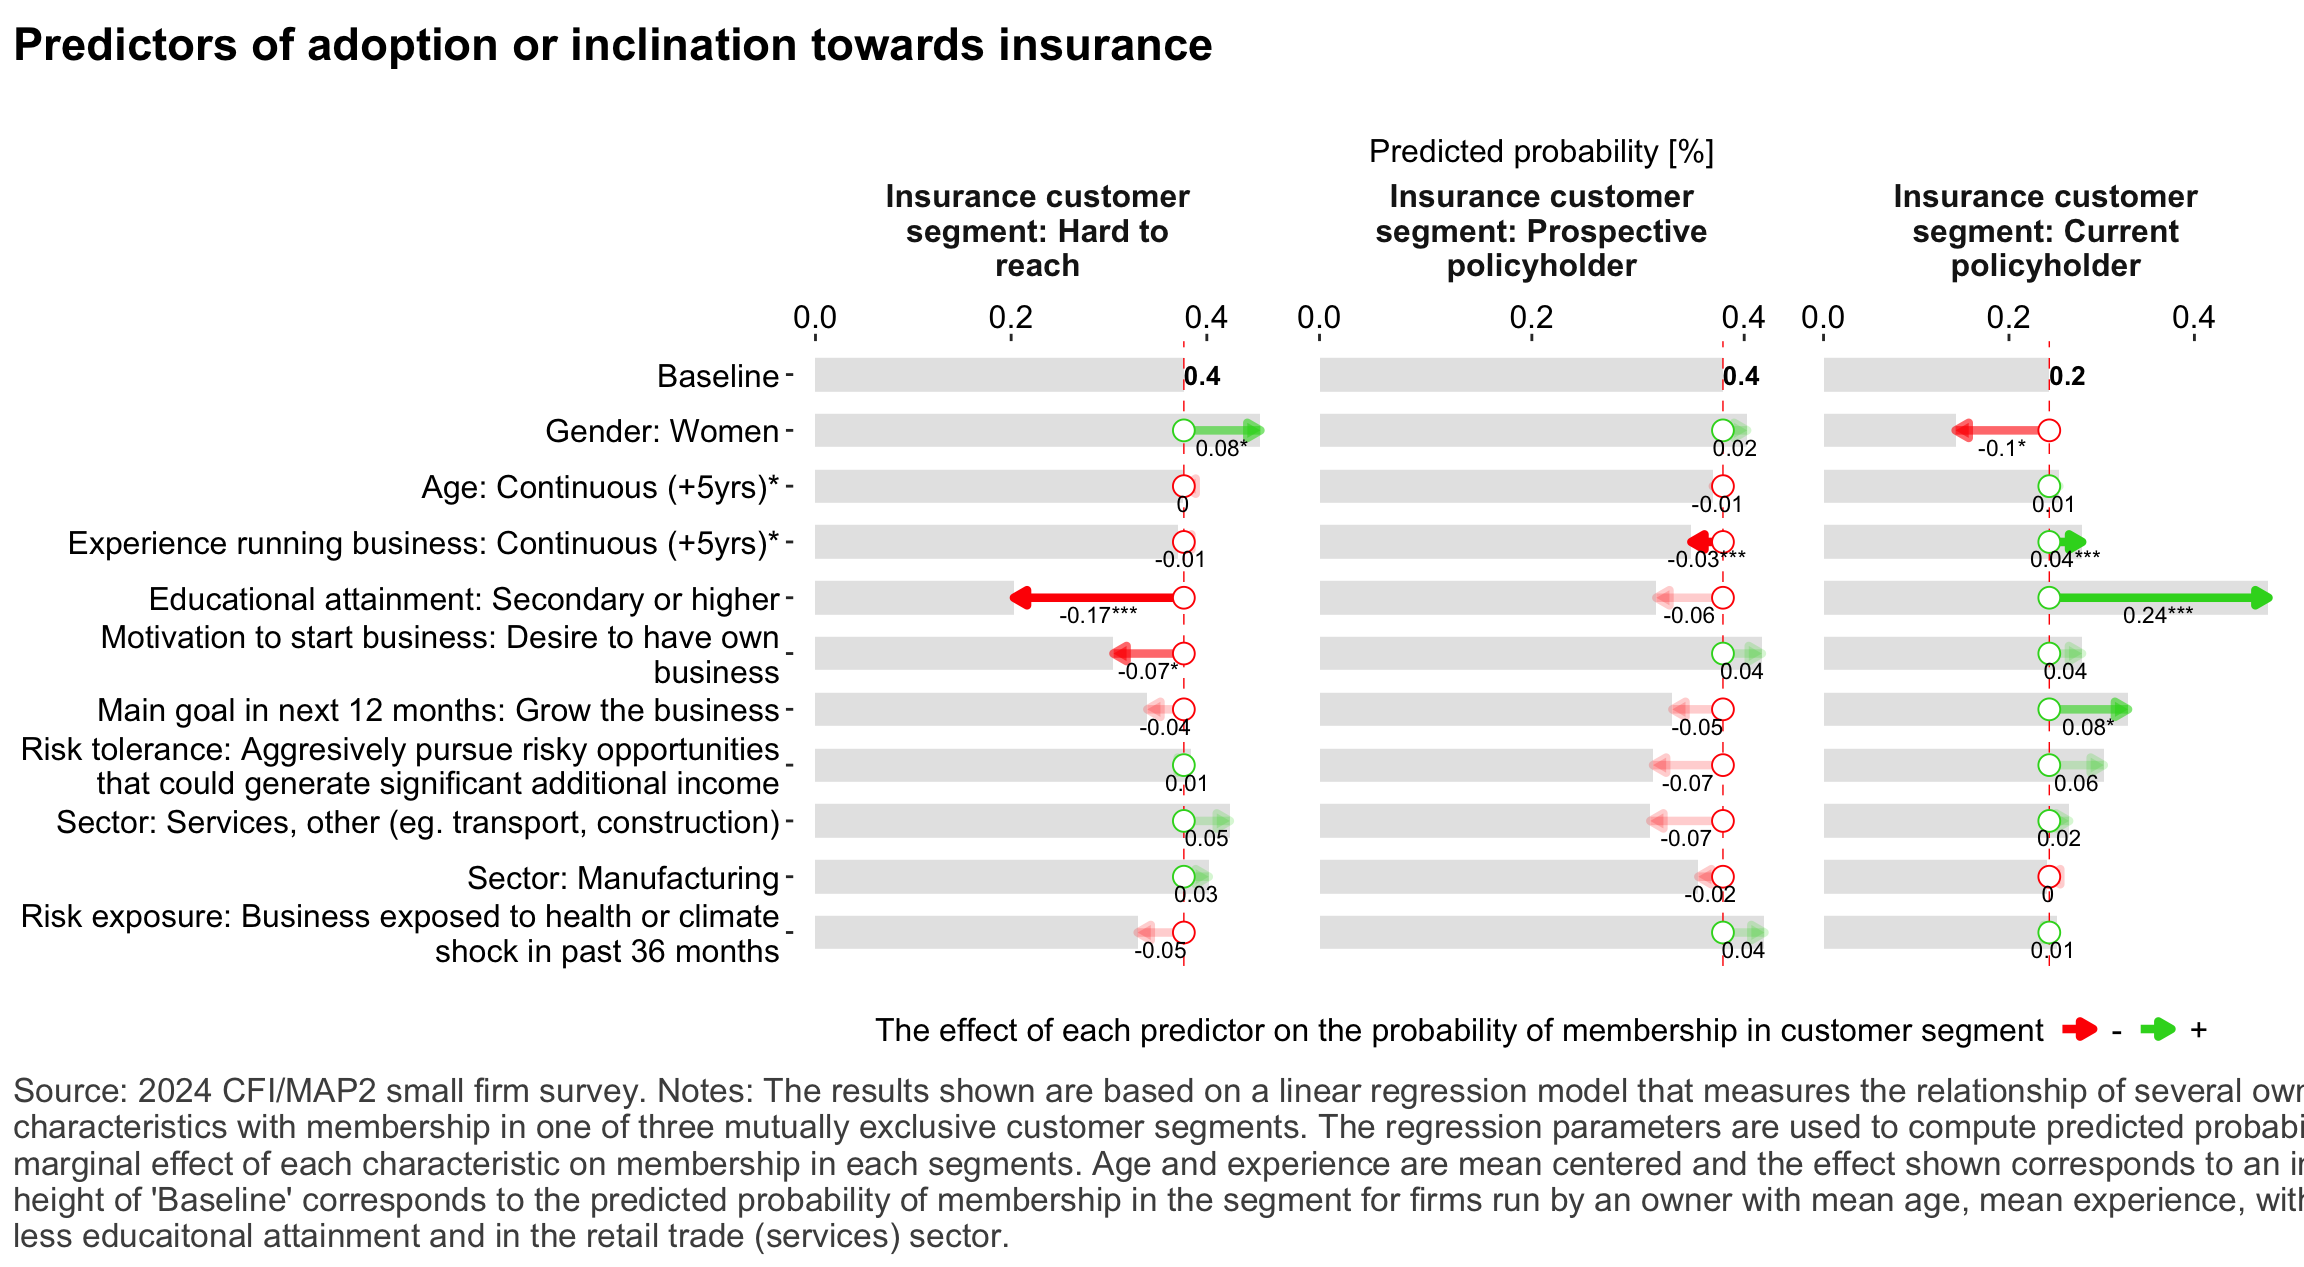 Predictors of adoption or inclination towards insurance
Predicted probability [%]
Insurance customer
segment: Hard to
reach
Insurance customer
segment: Prospective
policyholder
Insurance customer
segment: Current
policyholder
0.0 0.2 0.4 0.0 0.2 0.4 0.0 0.2 0.4
Baseline 0.4 0.4 0.2
Gender: Women 0.08* 0.02 -0.1*
Age: Continuous (+5yrs)* 0 -0.01 0.01
Experience running business: Continuous (+5yrs)* -0.01 -0.03*** 0.04***
Educational attainment: Secondary or higher -0.17*** -0.06 0.24***
Motivation to start business: Desire to have own
business -0.07* 0.04 0.04
Main goal in next 12 months: Grow the business -0.04 -0.05 0.08*
Risk tolerance: Aggresively pursue risky opportunities
that could generate significant additional income 0.01 -0.07 0.06
Sector: Services, other (eg. transport, construction) 0.05 -0.07 0.02
Sector: Manufacturing 0.03 -0.02 0
Risk exposure: Business exposed to health or climate
shock in past 36 months -0.05 0.04 0.01
The effect of each predictor on the probability of membership in customer segment - +
Source: 2024 CFI/MAP2 small firm survey. Notes: The results shown are based on a linear regression model that measures the relationship of several
characteristics with membership in one of three mutually exclusive customer segments. The regression parameters are used to compute predicted
marginal effect of each characteristic on membership in each segments. Age and experience are mean centered and the effect shown corresponds to an
height of 'Baseline' corresponds to the predicted probability of membership in the segment for firms run by an owner with mean age, mean experience,
less educaitonal attainment and in the retail trade (services) sector.